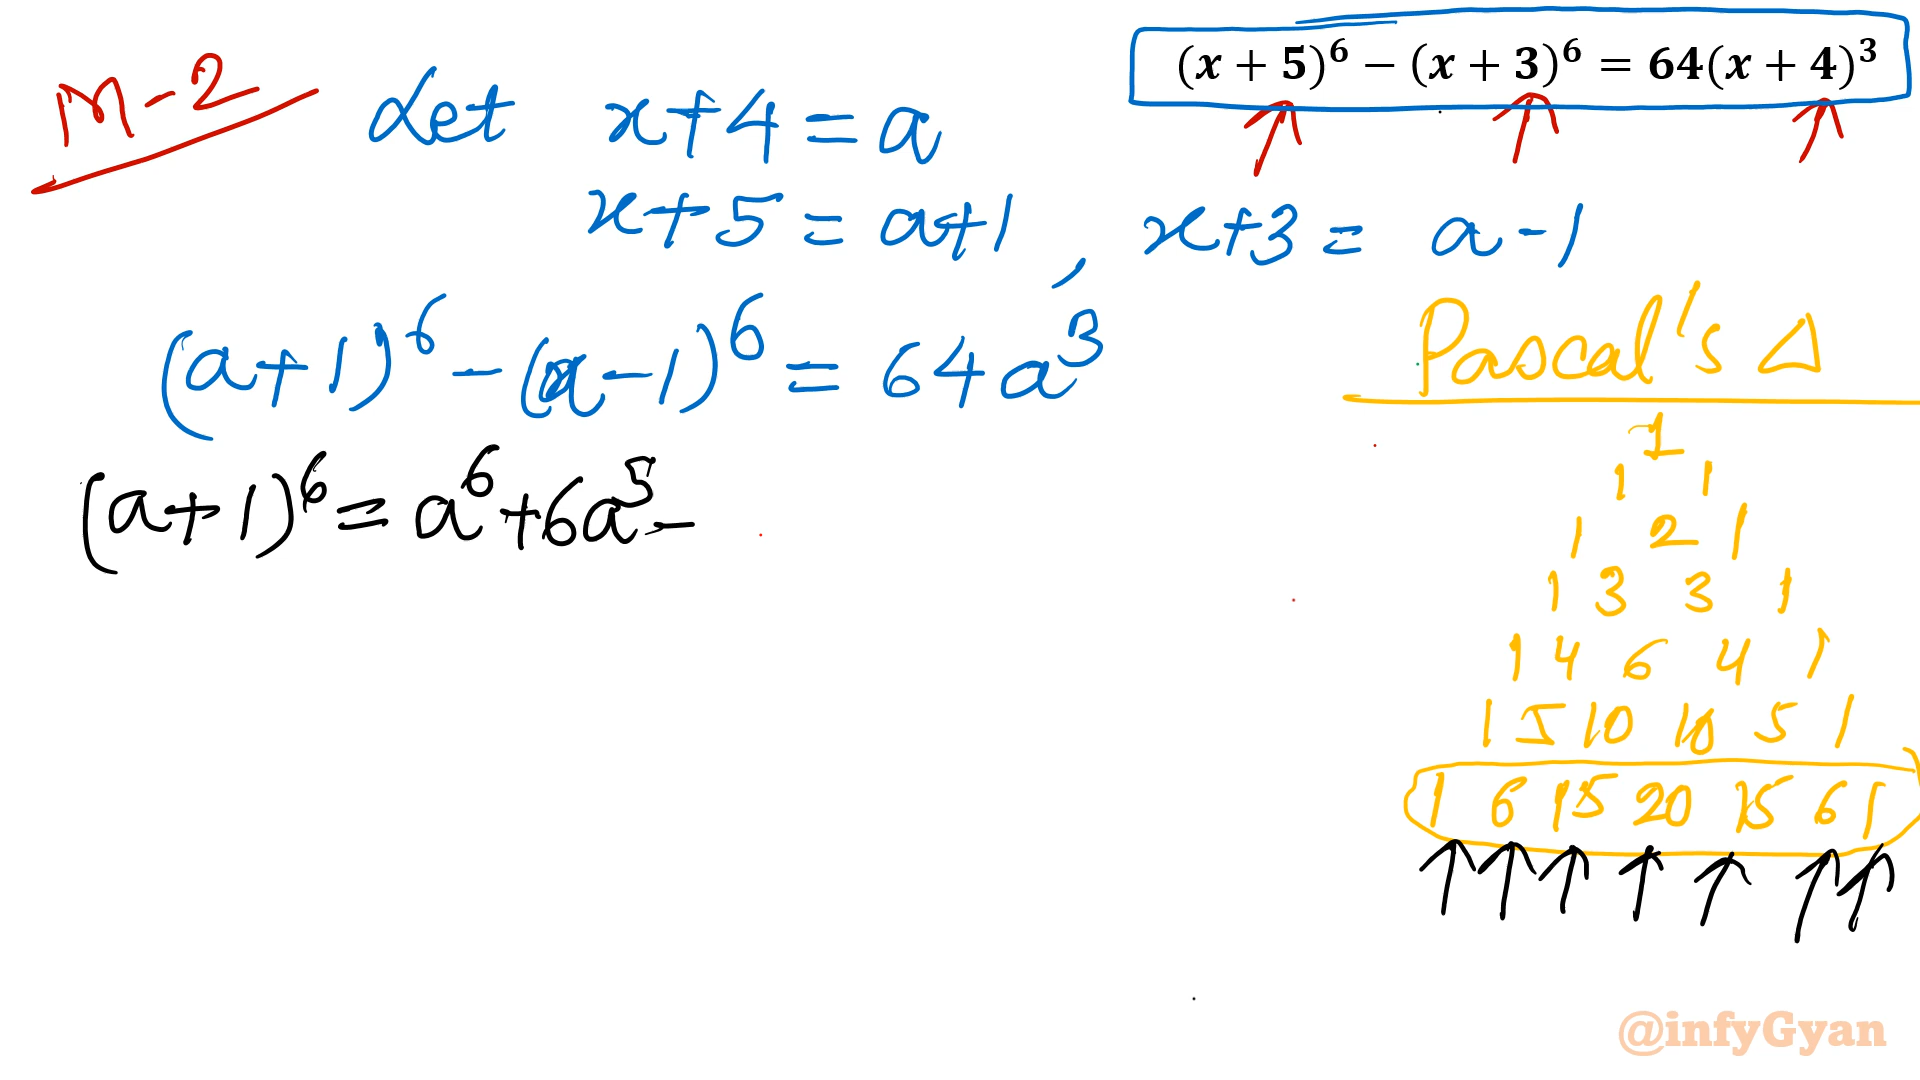 (x + 5)⁶ − (x + 3)⁶ = 64(x + 4)³
M-2 Let x+4 = a
x+5 = a+1, x+3 = a-1
(a+1)⁶ - (a-1)⁶ = 64a³
(a+1)⁶ = a⁶+6a⁵-
Pascal's △
1
1 1
1 2 1
1 3 3 1
1 4 6 4 1
1 5 10 10 5 1
1 6 15 20 15 6 1
@infyGyan